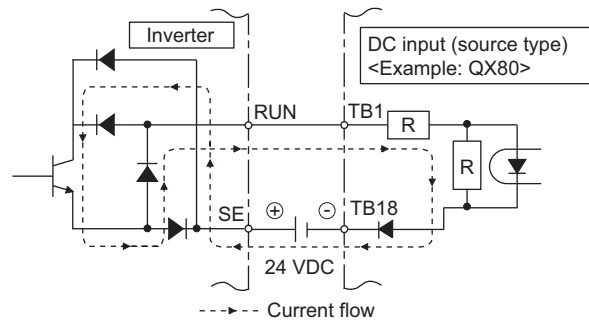 Inverter
DC input (source type)
<Example: QX80>
RUN
TB1
R
R
SE
⊕
⊖
TB18
24 VDC
Current flow